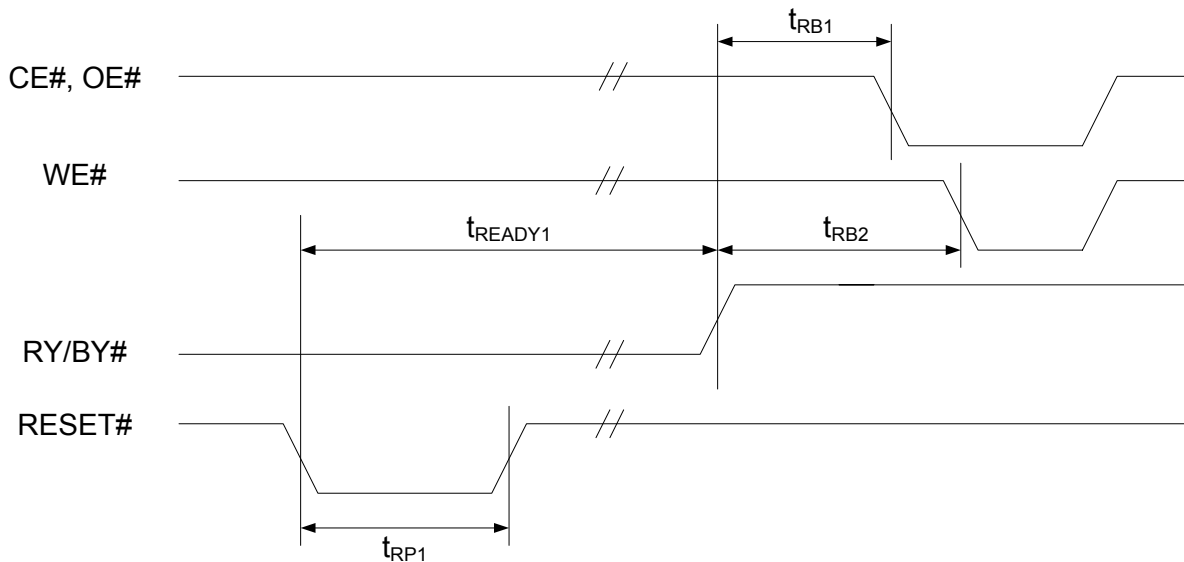 tRB1
CE#, OE#
WE#
tREADY1
tRB2
RY/BY#
RESET#
tRP1